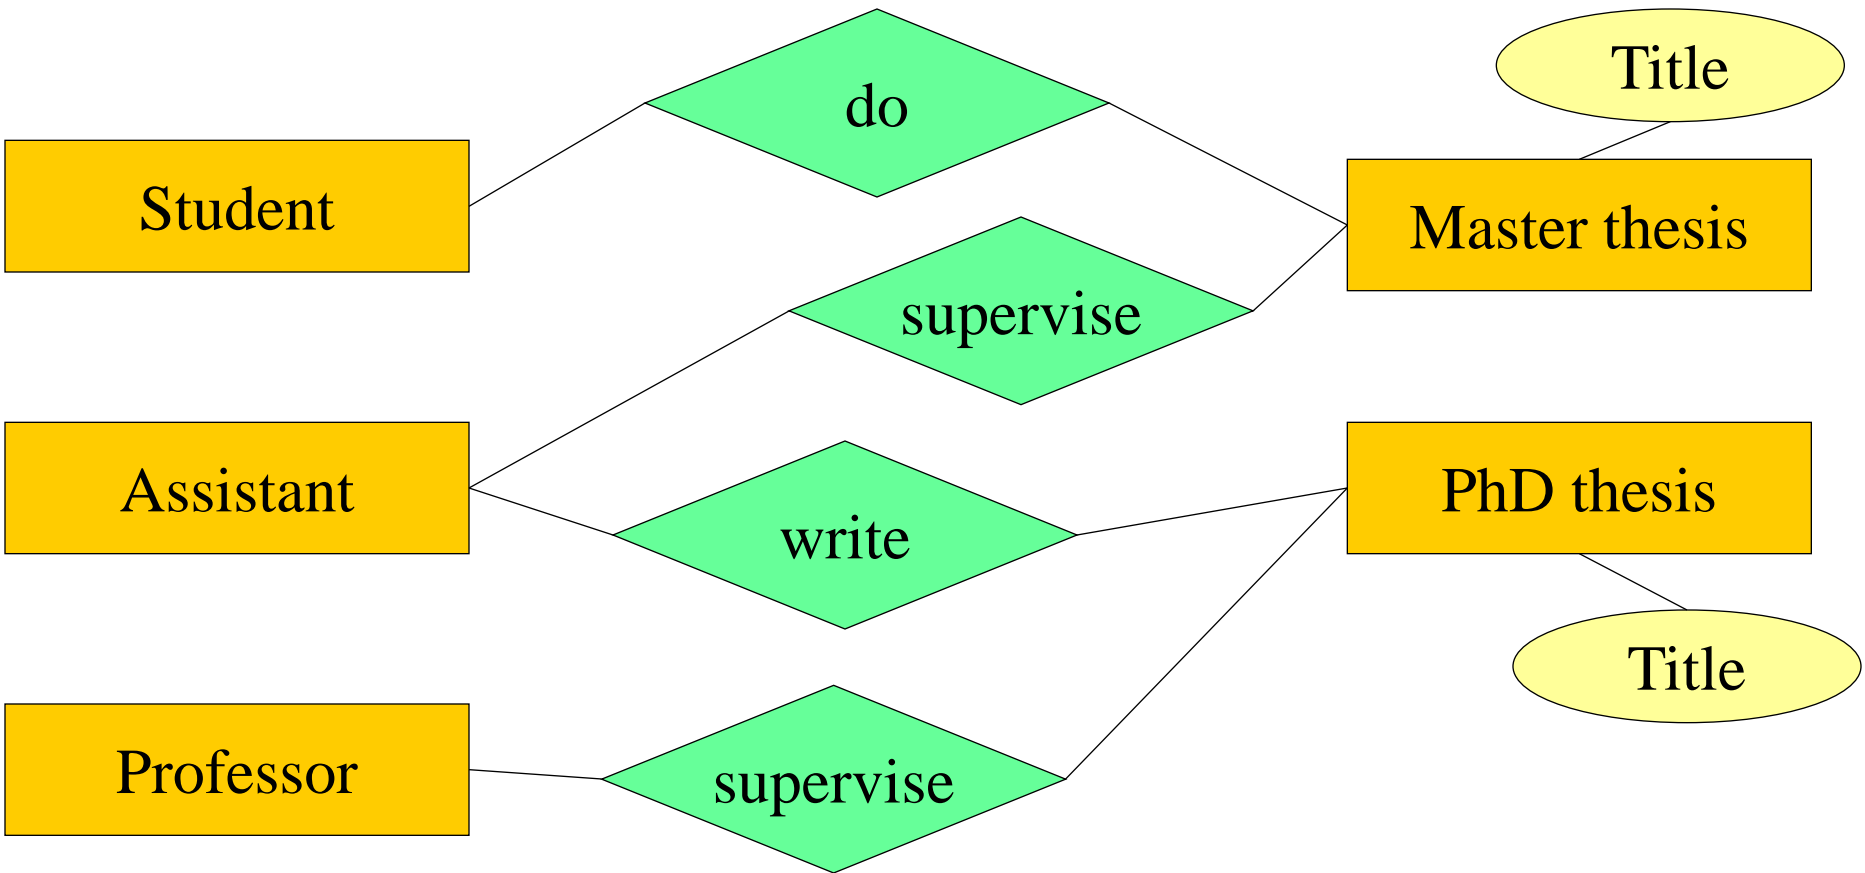 Title
do
Student
Master thesis
supervise
Assistant
PhD thesis
write
Title
Professor
supervise